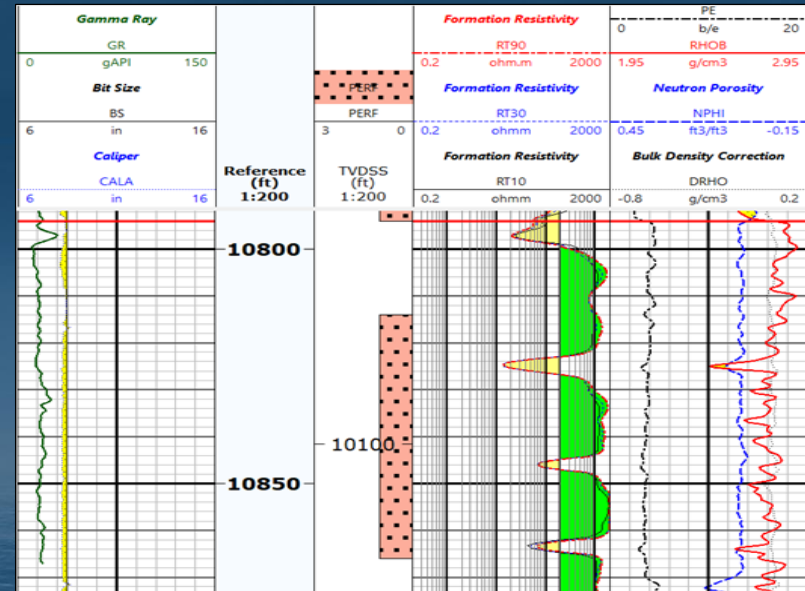 Gamma Ray
GR
0 gAPI 150
Bit Size
BS
6 in 16
Caliper
CALA
6 in 16
Reference
(ft)
1:200
PERF
PERF
3 0
TVDSS
(ft)
1:200
Formation Resistivity
RT90
0.2 ohm.m 2000
Formation Resistivity
RT30
0.2 ohmm 2000
Formation Resistivity
RT10
0.2 ohmm 2000
PE
0 b/e 20
RHOB
1.95 g/cm3 2.95
Neutron Porosity
NPHI
0.45 ft3/ft3 -0.15
Bulk Density Correction
DRHO
-0.8 g/cm3 0.2
10800
10100
10850